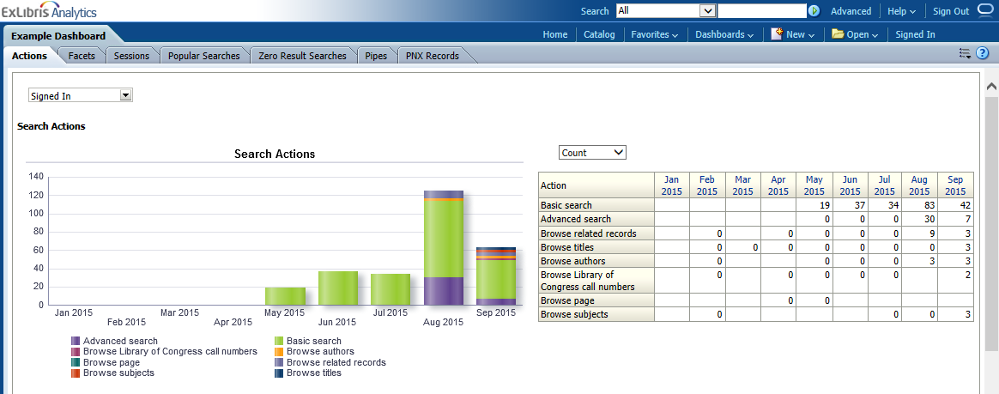 ExLibris Analytics
Search All Advanced Help Sign Out
Example Dashboard
Home Catalog Favorites Dashboards New Open Signed In
Actions Facets Sessions Popular Searches Zero Result Searches Pipes PNX Records
Signed In
Search Actions
Search Actions
Count
140
120
100
80
60
40
20
0
Jan 2015 Mar 2015 May 2015 Jul 2015 Sep 2015
Feb 2015 Apr 2015 Jun 2015 Aug 2015
Advanced search Basic search
Browse Library of Congress call numbers Browse authors
Browse page Browse related records
Browse subjects Browse titles
Action Jan 2015 Feb 2015 Mar 2015 Apr 2015 May 2015 Jun 2015 Jul 2015 Aug 2015 Sep 2015
Basic search 19 37 34 83 42
Advanced search 0 0 0 30 7
Browse related records 0 0 0 0 0 9 3
Browse titles 0 0 0 0 0 0 0 3
Browse authors 0 0 0 0 0 3 3
Browse Library of
Congress call numbers 0 0 0 0 0 2
Browse page 0 0
Browse subjects 0 0 0 3